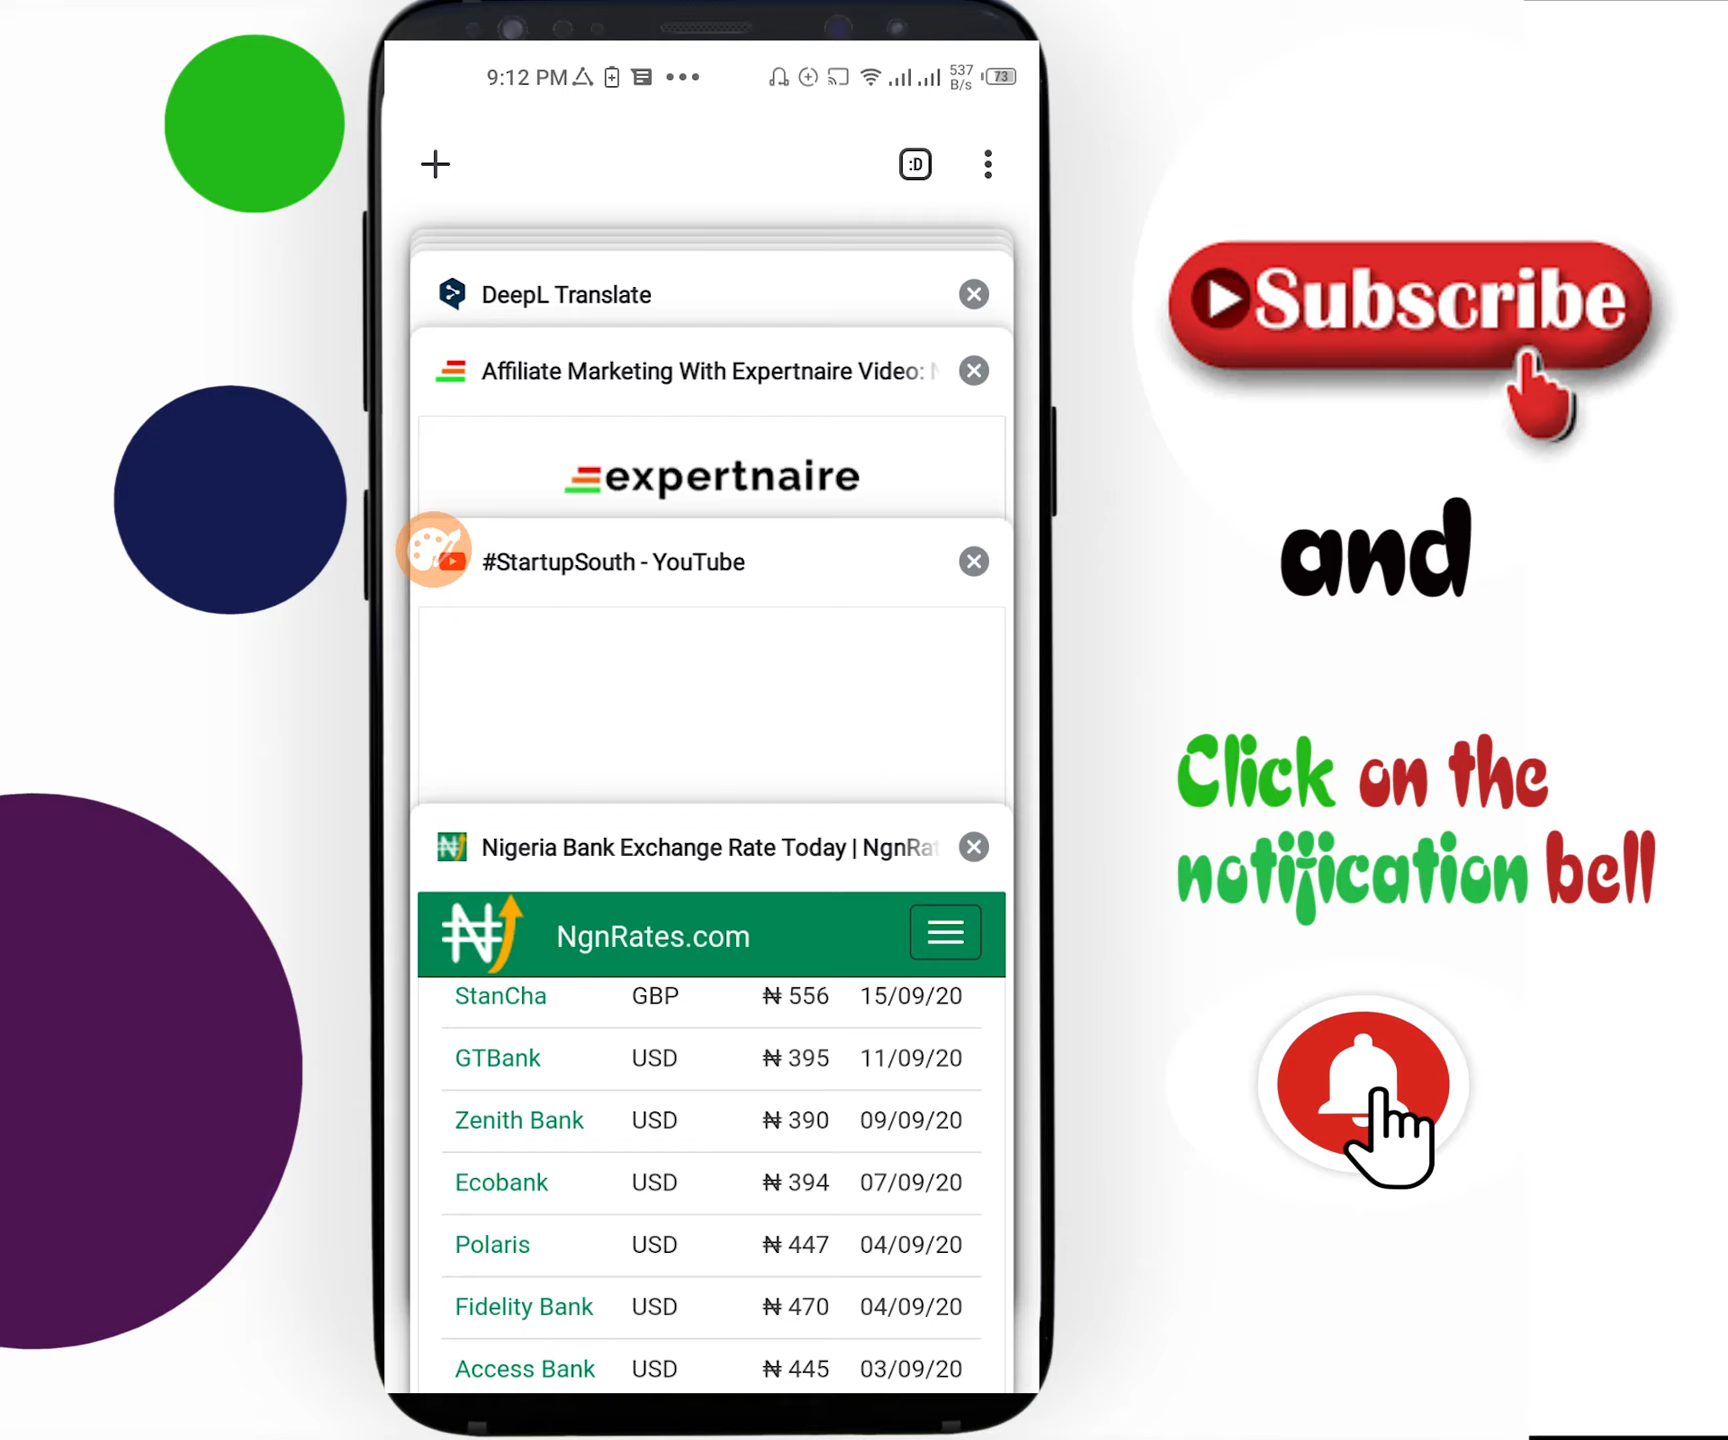 9:12 PM
537 B/s
73
:D
DeepL Translate
Affiliate Marketing With Expertnaire Video:
expertnaire
#StartupSouth - YouTube
Nigeria Bank Exchange Rate Today | NgnRat
NgnRates.com
StanCha GBP ₦ 556 15/09/20
GTBank USD ₦ 395 11/09/20
Zenith Bank USD ₦ 390 09/09/20
Ecobank USD ₦ 394 07/09/20
Polaris USD ₦ 447 04/09/20
Fidelity Bank USD ₦ 470 04/09/20
Access Bank USD ₦ 445 03/09/20
Subscribe
and
Click on the
notification bell